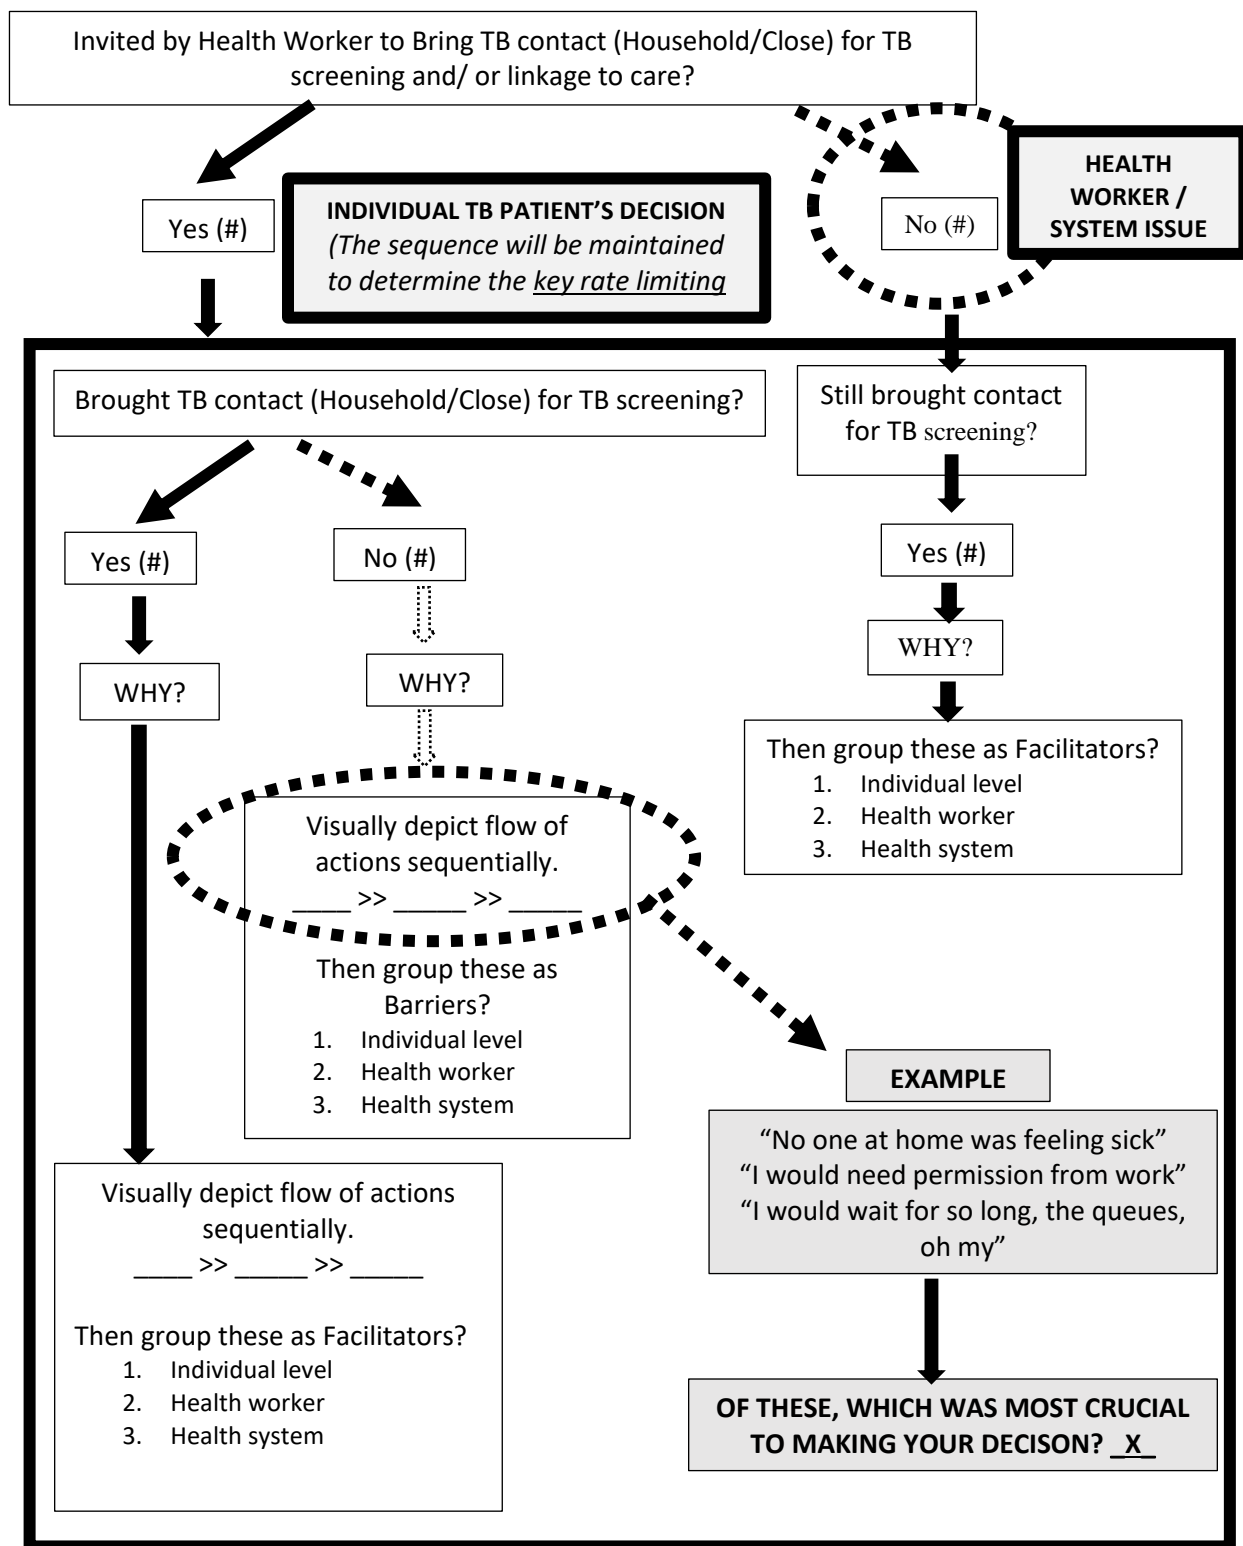 Invited by Health Worker to Bring TB contact (Household/Close) for TB
screening and/ or linkage to care?
HEALTH
WORKER /
SYSTEM ISSUE
Yes (#)
INDIVIDUAL TB PATIENT’S DECISION
(The sequence will be maintained
to determine the key rate limiting
No (#)
Brought TB contact (Household/Close) for TB screening?
Still brought contact
for TB screening?
Yes (#)
No (#)
Yes (#)
WHY?
WHY?
WHY?
Then group these as Facilitators?
1. Individual level
2. Health worker
3. Health system
Visually depict flow of
actions sequentially.
____ >> _____ >> _____
Then group these as
Barriers?
1. Individual level
2. Health worker
3. Health system
EXAMPLE
“No one at home was feeling sick”
“I would need permission from work”
“I would wait for so long, the queues,
oh my”
Visually depict flow of actions
sequentially.
____ >> _____ >> _____
Then group these as Facilitators?
1. Individual level
2. Health worker
3. Health system
OF THESE, WHICH WAS MOST CRUCIAL
TO MAKING YOUR DECISON? _X_